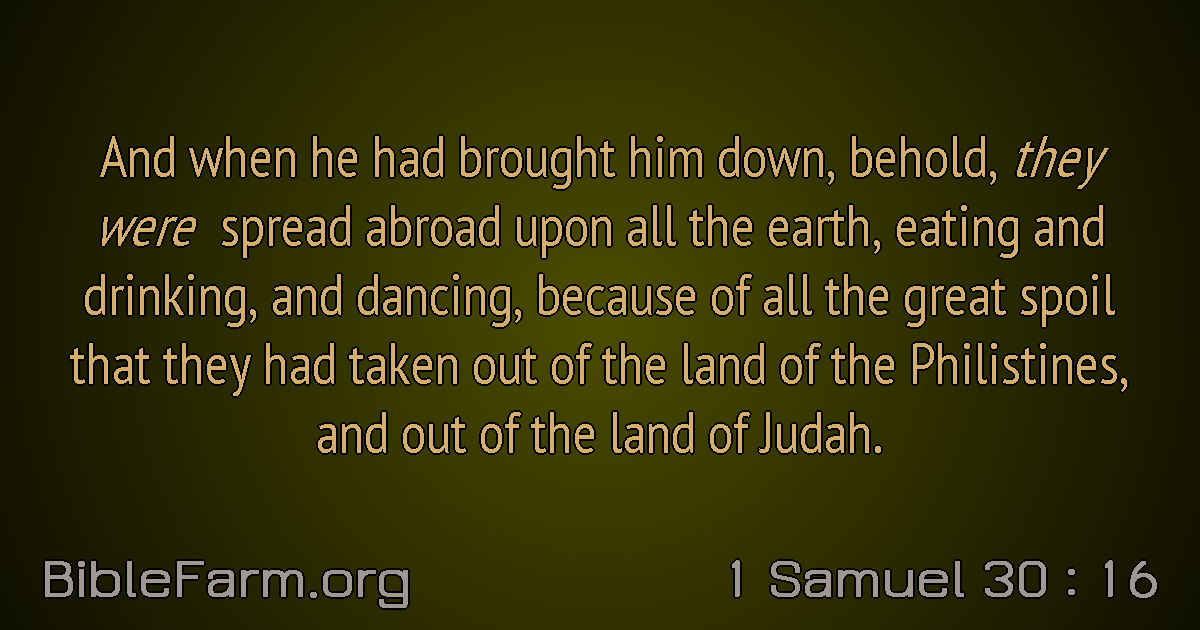 And when he had brought him down, behold, they
were spread abroad upon all the earth, eating and
drinking, and dancing, because of all the great spoil
that they had taken out of the land of the Philistines,
and out of the land of Judah.
BibleFarm.org
1 Samuel 30 : 16